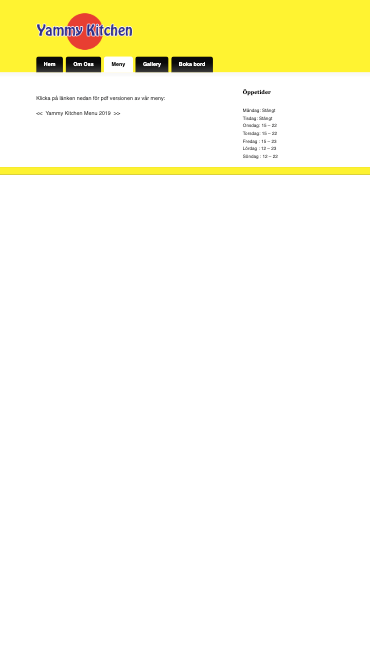 Yammy Kitchen
Hem
Om Oss
Meny
Gallery
Boka bord
Klicka på länken nedan för pdf versionen av vår meny:
<< Yammy Kitchen Menu 2019 >>
Öppetider
Måndag: Stängt
Tisdag: Stängt
Onsdag: 15 – 22
Torsdag: 15 – 22
Fredag : 15 – 23
Lördag : 12 – 23
Söndag : 12 – 22